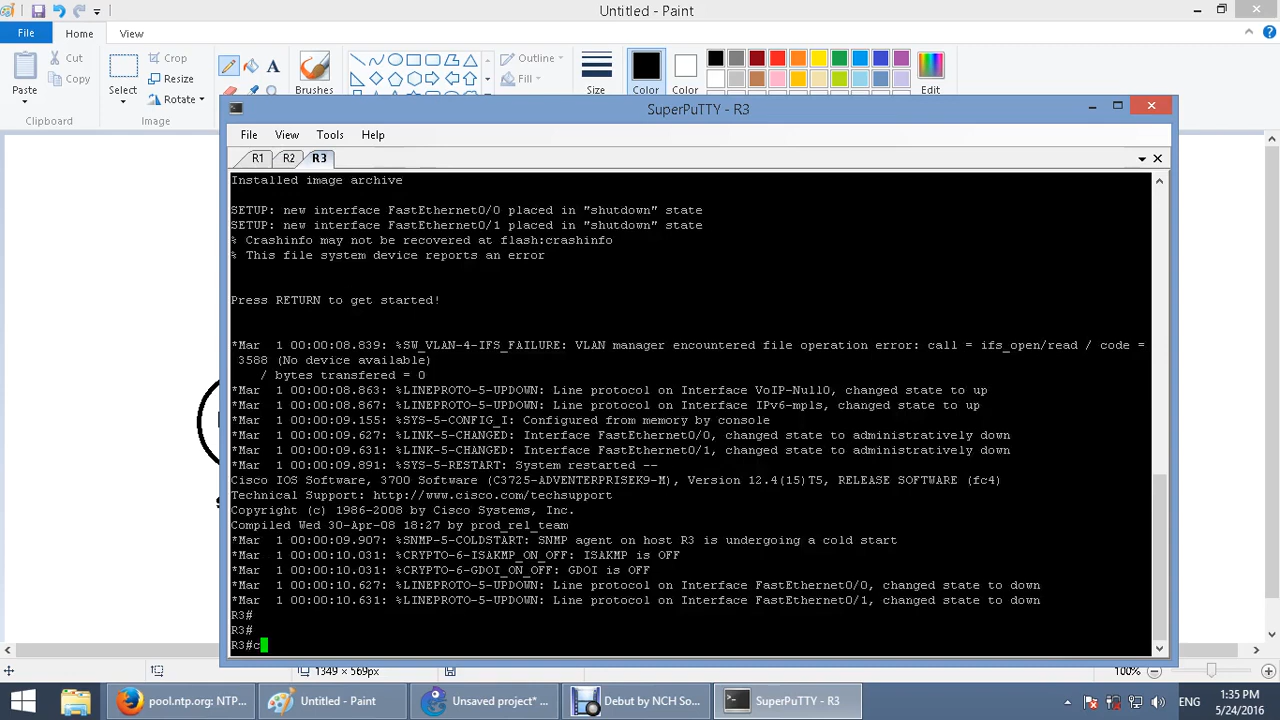 Untitled - Paint
File
Home
View
Paste
Cut
Copy
Clipboard
Select
Crop
Resize
Rotate
Image
Brushes
Outline
Fill
Size
Color
Color
Edit
SuperPuTTY - R3
File View Tools Help
R1 R2 R3
Installed image archive
SETUP: new interface FastEthernet0/0 placed in "shutdown" state
SETUP: new interface FastEthernet0/1 placed in "shutdown" state
% Crashinfo may not be recovered at flash:crashinfo
% This file system device reports an error
Press RETURN to get started!
*Mar 1 00:00:08.839: %SW_VLAN-4-IFS_FAILURE: VLAN manager encountered file operation error: call = ifs_open/read / code =
3588 (No device available)
/ bytes transfered = 0
*Mar 1 00:00:08.863: %LINEPROTO-5-UPDOWN: Line protocol on Interface VoIP-Null0, changed state to up
*Mar 1 00:00:08.867: %LINEPROTO-5-UPDOWN: Line protocol on Interface IPv6-mpls, changed state to up
*Mar 1 00:00:09.155: %SYS-5-CONFIG_I: Configured from memory by console
*Mar 1 00:00:09.627: %LINK-5-CHANGED: Interface FastEthernet0/0, changed state to administratively down
*Mar 1 00:00:09.631: %LINK-5-CHANGED: Interface FastEthernet0/1, changed state to administratively down
*Mar 1 00:00:09.891: %SYS-5-RESTART: System restarted --
Cisco IOS Software, 3700 Software (C3725-ADVENTERPRISEK9-M), Version 12.4(15)T5, RELEASE SOFTWARE (fc4)
Technical Support: http://www.cisco.com/techsupport
Copyright (c) 1986-2008 by Cisco Systems, Inc.
Compiled Wed 30-Apr-08 18:27 by prod_rel_team
*Mar 1 00:00:09.907: %SNMP-5-COLDSTART: SNMP agent on host R3 is undergoing a cold start
*Mar 1 00:00:10.031: %CRYPTO-6-ISAKMP_ON_OFF: ISAKMP is OFF
*Mar 1 00:00:10.031: %CRYPTO-6-GDOI_ON_OFF: GDOI is OFF
*Mar 1 00:00:10.627: %LINEPROTO-5-UPDOWN: Line protocol on Interface FastEthernet0/0, changed state to down
*Mar 1 00:00:10.631: %LINEPROTO-5-UPDOWN: Line protocol on Interface FastEthernet0/1, changed state to down
R3#
R3#
R3#c
1349 × 569px
100%
pool.ntp.org: NTP...
Untitled - Paint
Unsaved project* ...
Debut by NCH So...
SuperPuTTY - R3
ENG
1:35 PM
5/24/2016